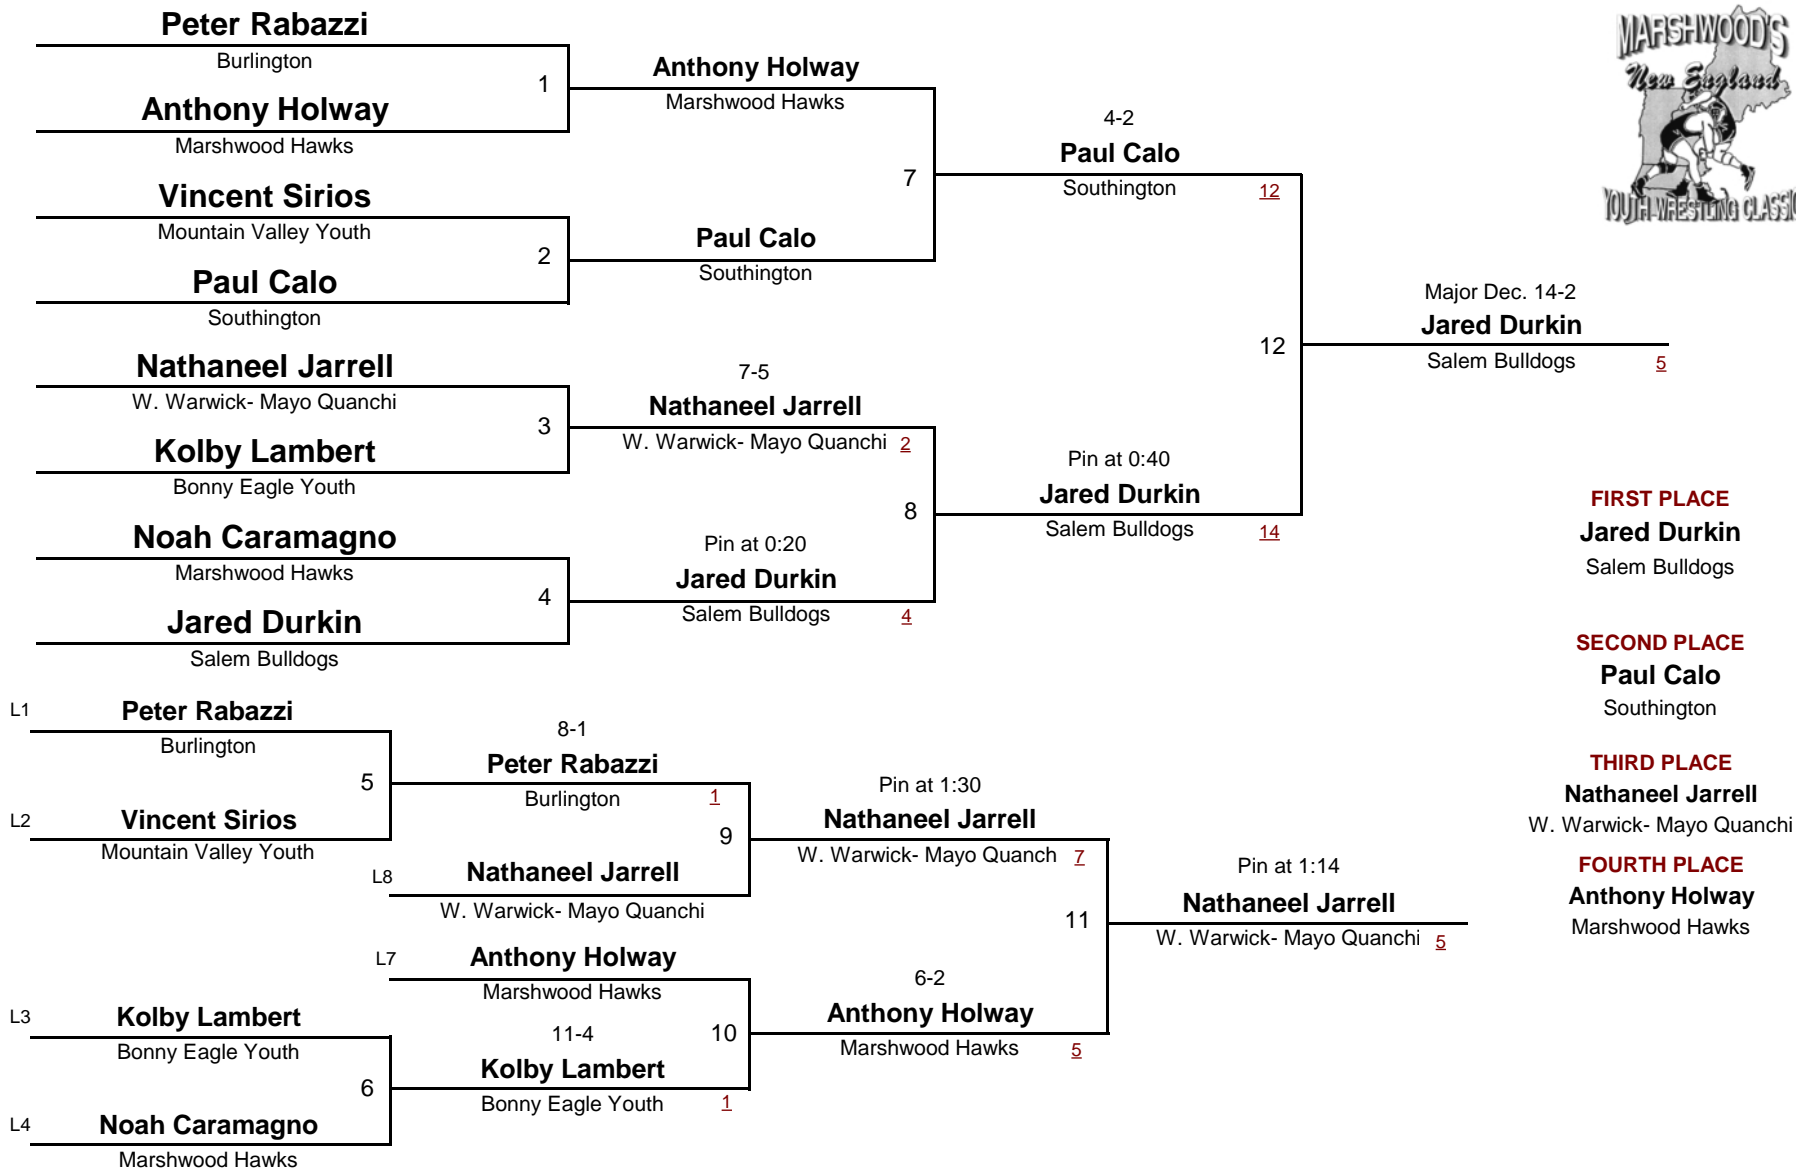 Peter Rabazzi
Burlington
1
Anthony Holway
Marshwood Hawks
Vincent Sirios
Mountain Valley Youth
2
Paul Calo
Southington
Nathaneel Jarrell
W. Warwick- Mayo Quanchi
3
Kolby Lambert
Bonny Eagle Youth
Noah Caramagno
Marshwood Hawks
4
Jared Durkin
Salem Bulldogs
Anthony Holway
Marshwood Hawks
7
Paul Calo
Southington
7-5
Nathaneel Jarrell
W. Warwick- Mayo Quanchi 2
8
Pin at 0:20
Jared Durkin
Salem Bulldogs 4
4-2
Paul Calo
Southington 12
12
Pin at 0:40
Jared Durkin
Salem Bulldogs 14
Major Dec. 14-2
Jared Durkin
Salem Bulldogs 5
MARSHWOOD'S
New England
YOUTH WRESTLING CLASSIC
FIRST PLACE
Jared Durkin
Salem Bulldogs
SECOND PLACE
Paul Calo
Southington
THIRD PLACE
Nathaneel Jarrell
W. Warwick- Mayo Quanchi
FOURTH PLACE
Anthony Holway
Marshwood Hawks
L1 Peter Rabazzi
Burlington
5
L2 Vincent Sirios
Mountain Valley Youth
8-1
Peter Rabazzi
Burlington 1
9
L8 Nathaneel Jarrell
W. Warwick- Mayo Quanchi
L7 Anthony Holway
Marshwood Hawks
10
11-4
Kolby Lambert
Bonny Eagle Youth 1
L3 Kolby Lambert
Bonny Eagle Youth
6
L4 Noah Caramagno
Marshwood Hawks
Pin at 1:30
Nathaneel Jarrell
W. Warwick- Mayo Quanch 7
11
6-2
Anthony Holway
Marshwood Hawks 5
Pin at 1:14
Nathaneel Jarrell
W. Warwick- Mayo Quanchi 5